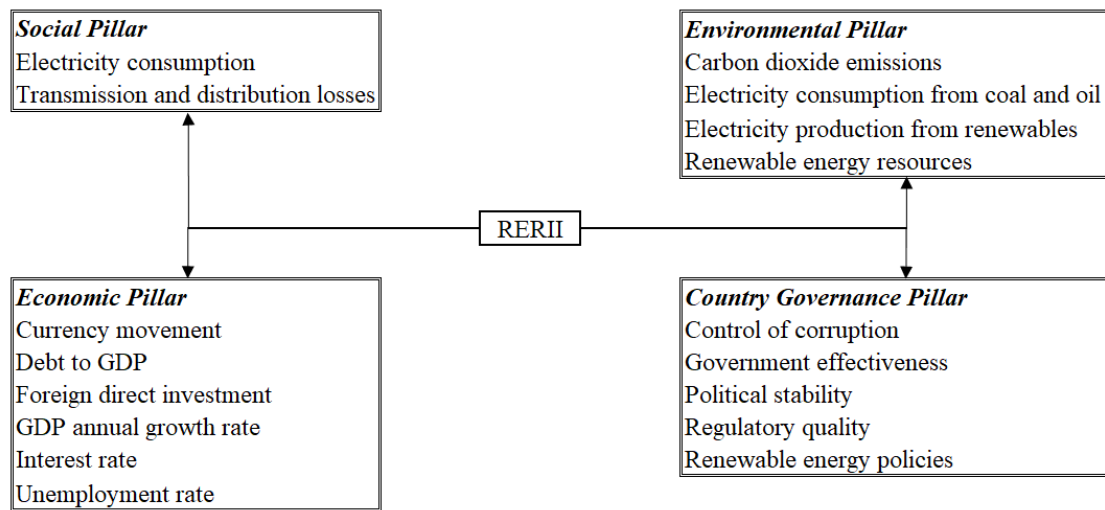 Social Pillar
Electricity consumption
Transmission and distribution losses
Environmental Pillar
Carbon dioxide emissions
Electricity consumption from coal and oil
Electricity production from renewables
Renewable energy resources
RERII
Economic Pillar
Currency movement
Debt to GDP
Foreign direct investment
GDP annual growth rate
Interest rate
Unemployment rate
Country Governance Pillar
Control of corruption
Government effectiveness
Political stability
Regulatory quality
Renewable energy policies